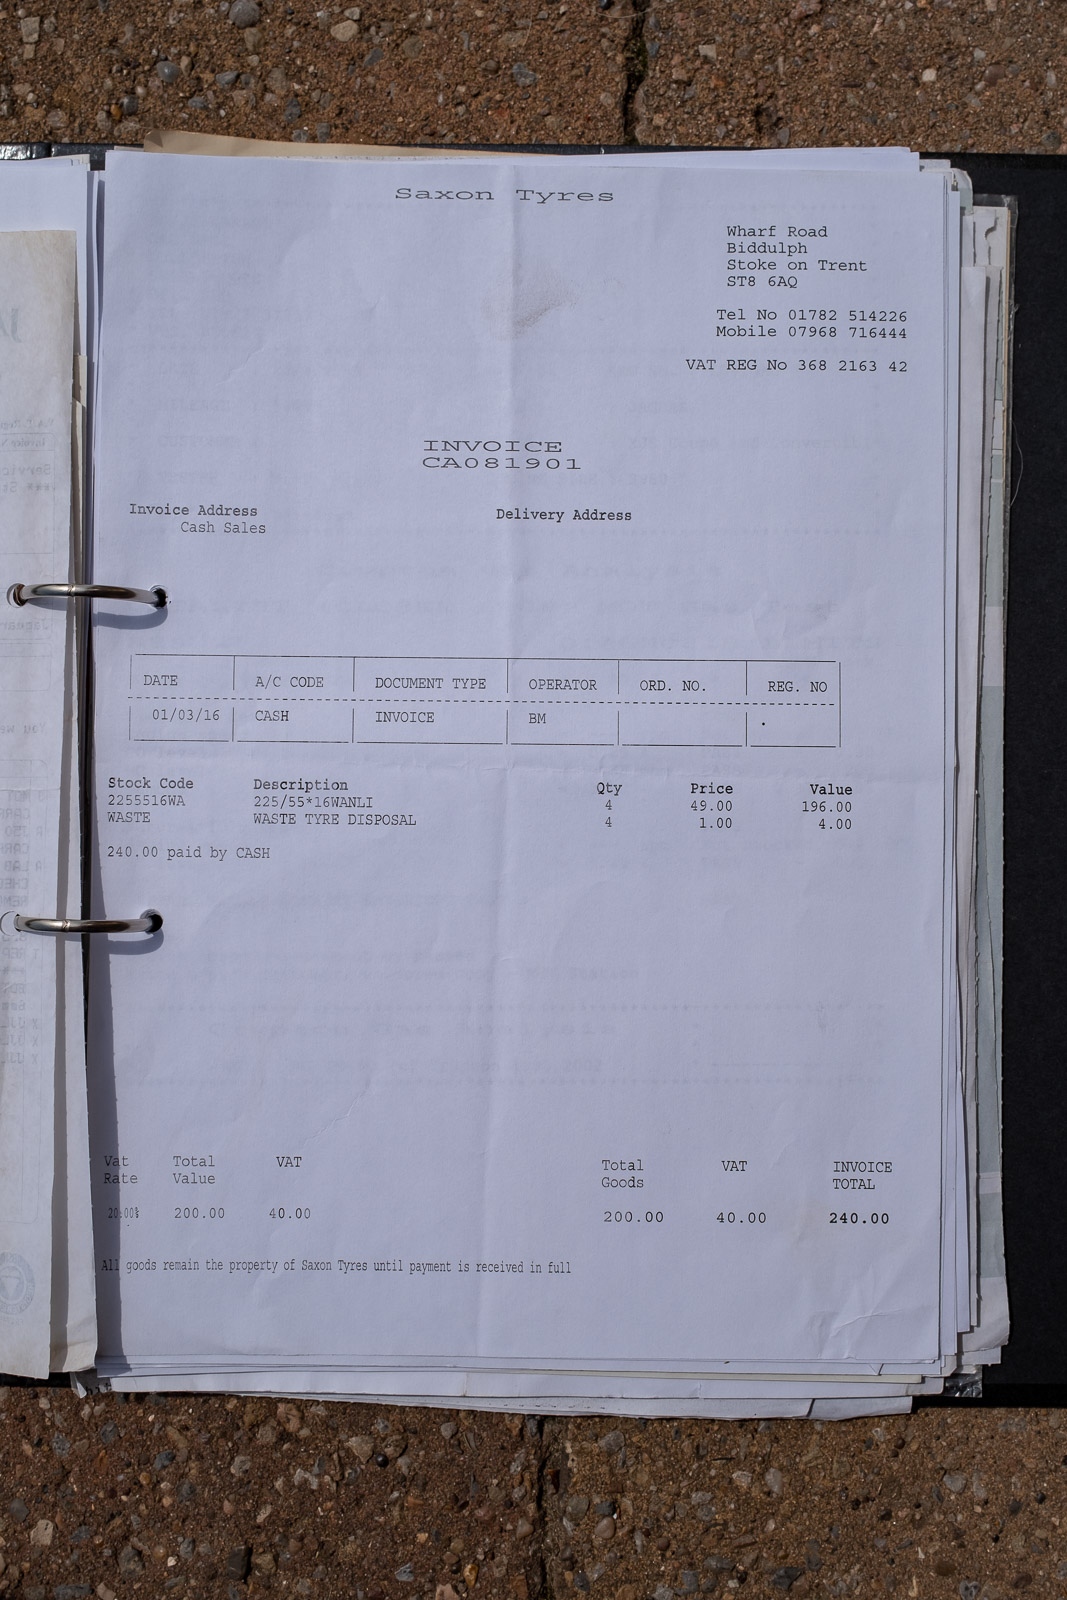 Saxon Tyres
Wharf Road
Biddulph
Stoke on Trent
ST8 6AQ
Tel No 01782 514226
Mobile 07968 716444
VAT REG No 368 2163 42
INVOICE
CA081901
Invoice Address
Cash Sales
Delivery Address
DATE A/C CODE DOCUMENT TYPE OPERATOR ORD. NO. REG. NO
01/03/16 CASH INVOICE BM .
Stock Code Description Qty Price Value
2255516WA 225/55*16WANLI 4 49.00 196.00
WASTE WASTE TYRE DISPOSAL 4 1.00 4.00
240.00 paid by CASH
Vat Rate Total Value VAT Total Goods VAT INVOICE TOTAL
20.00% 200.00 40.00 200.00 40.00 240.00
All goods remain the property of Saxon Tyres until payment is received in full